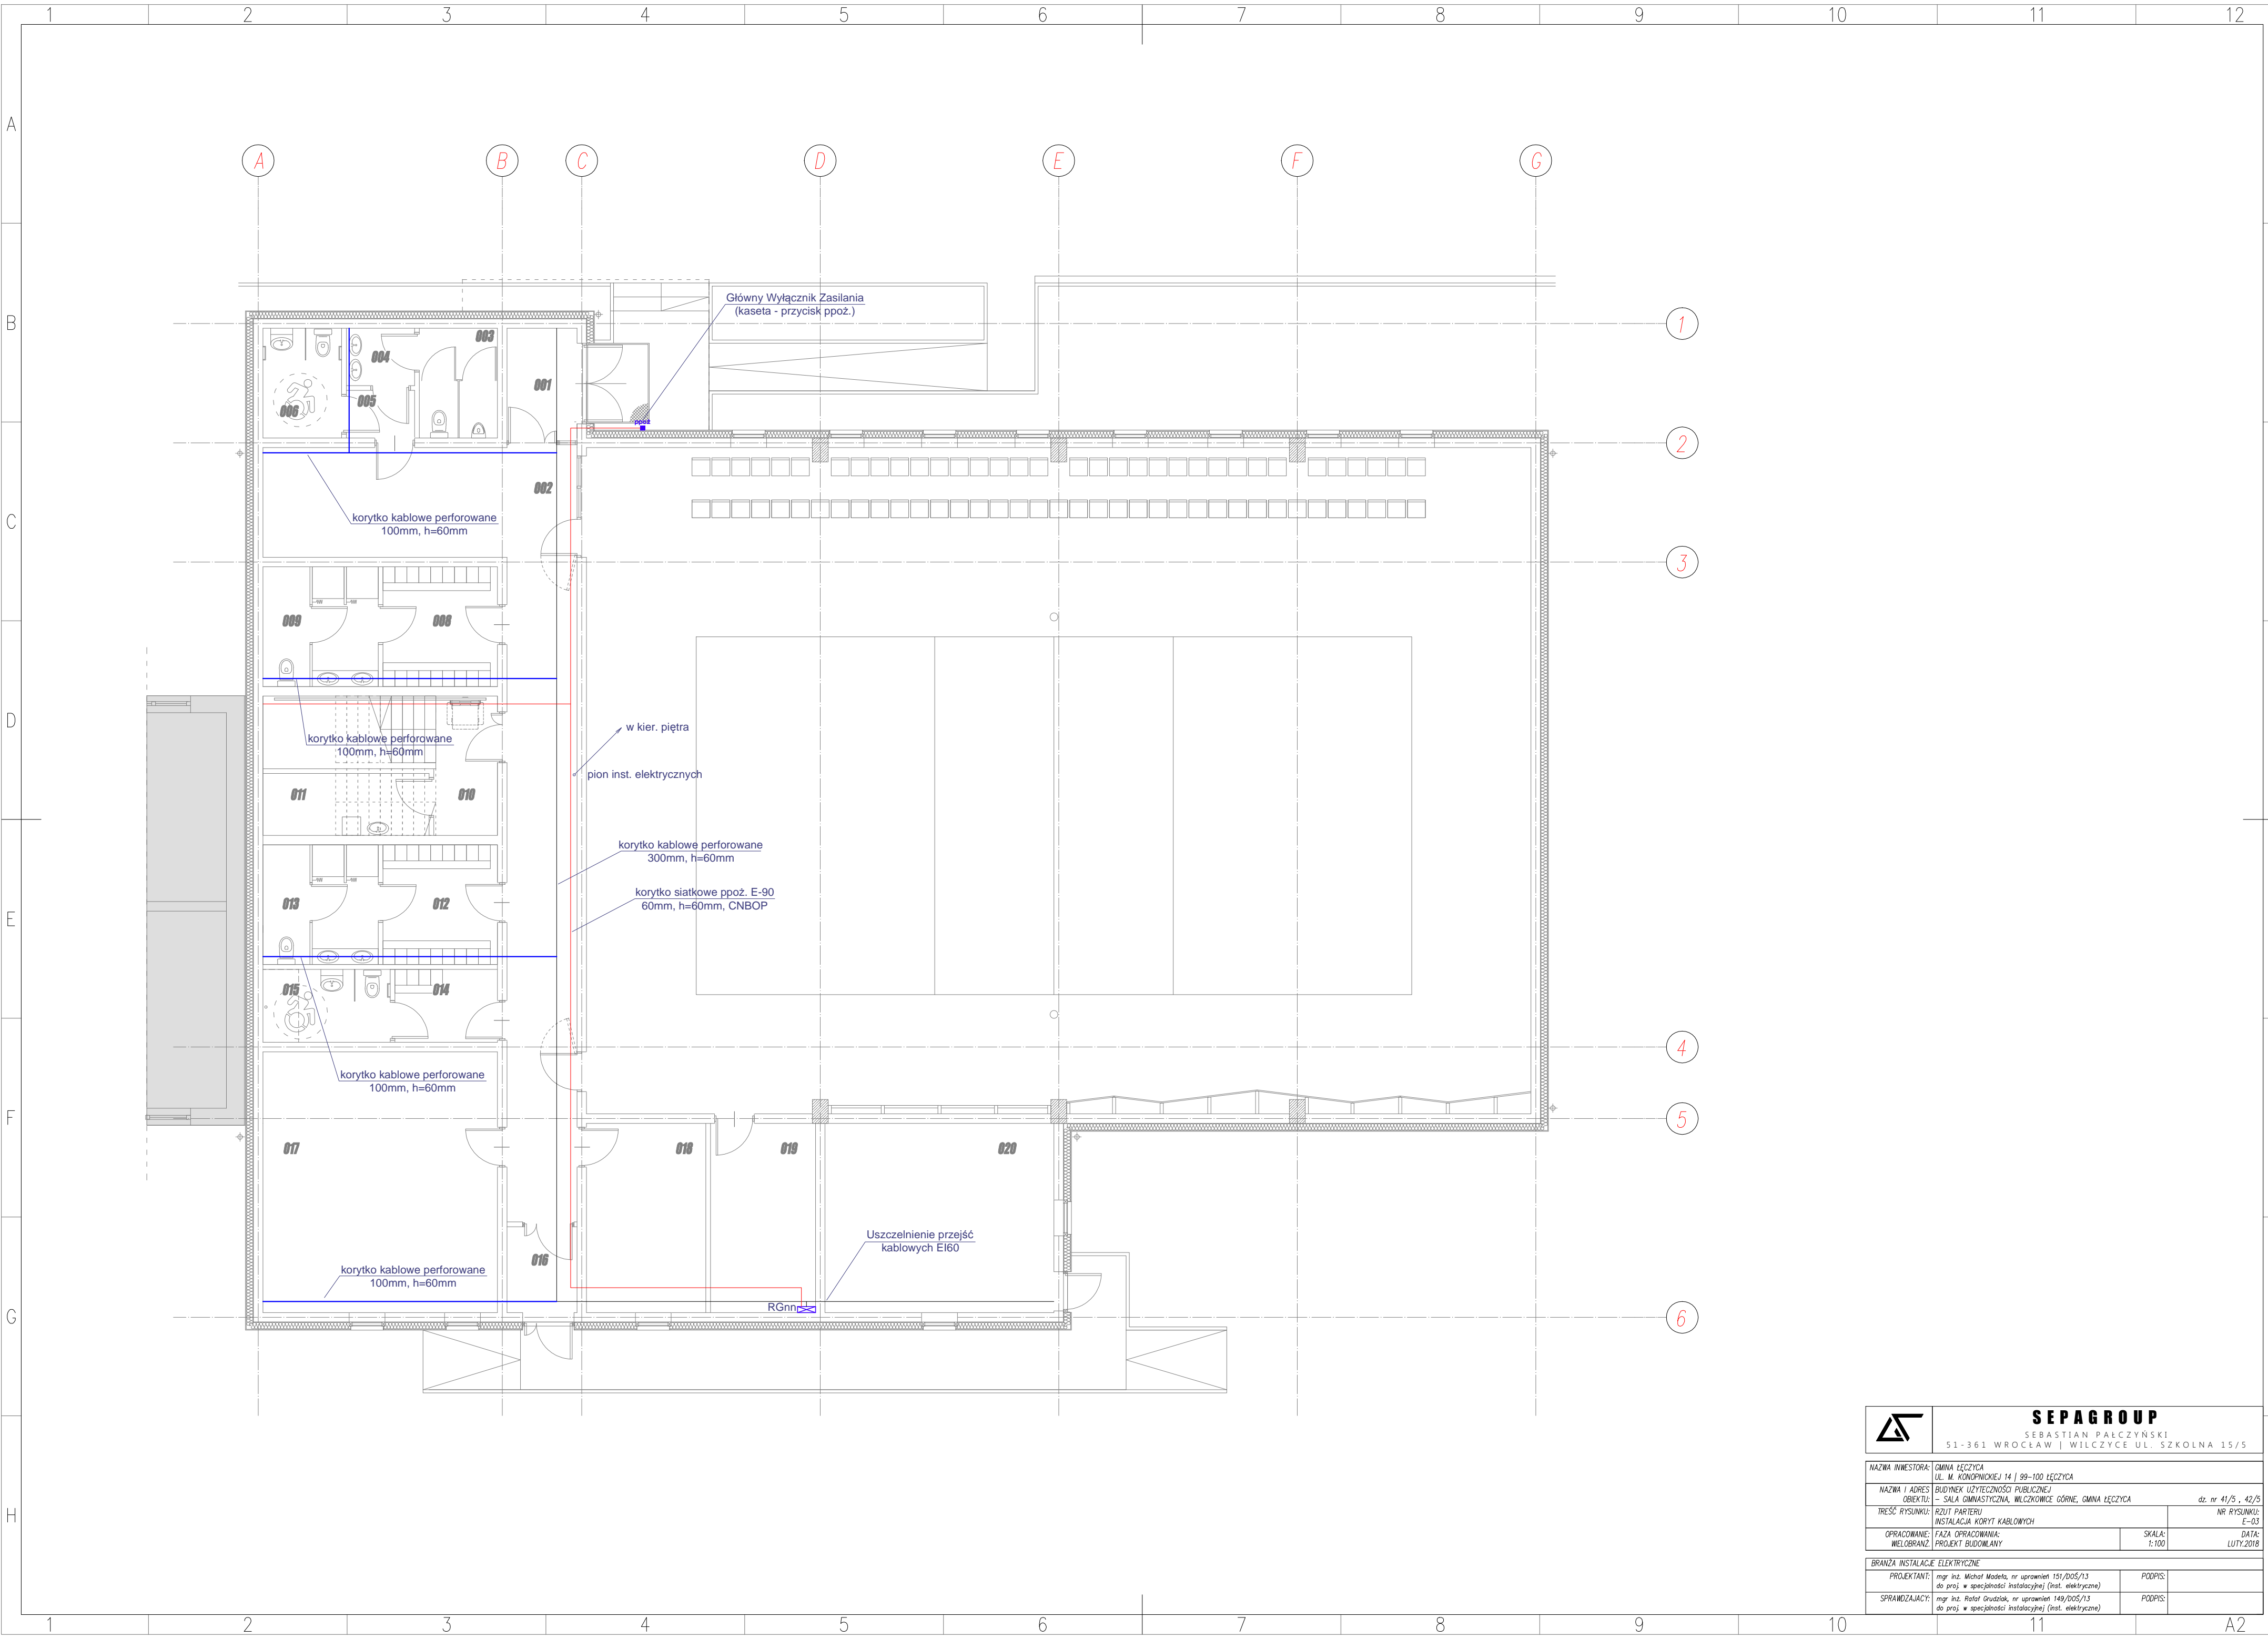 1 2 3 4 5 6 7 8 9 10 11 12
A
A B C D E F G
B
Główny Wyłącznik Zasilania
(kaseta - przycisk ppoż.)
1
003
004
001
005
006
ppoż
2
002
C
korytko kablowe perforowane
100mm, h=60mm
3
009
008
D
w kier. piętra
korytko kablowe perforowane
100mm, h=60mm
pion inst. elektrycznych
011
010
korytko kablowe perforowane
300mm, h=60mm
korytko siatkowe ppoż. E-90
60mm, h=60mm, CNBOP
E
013
012
015
014
4
korytko kablowe perforowane
100mm, h=60mm
F
5
017
018
019
020
Uszczelnienie przejść
kablowych EI60
016
korytko kablowe perforowane
100mm, h=60mm
RGnn
G
6
H
SEPAGROUP
SEBASTIAN PAŁCZYŃSKI
51-361 WROCŁAW | WILCZYCE UL. SZKOLNA 15/5
NAZWA INWESTORA: GMINA ŁĘCZYCA
UL. M. KONOPNICKIEJ 14 | 99-100 ŁĘCZYCA
NAZWA I ADRES BUDYNEK UŻYTECZNOŚCI PUBLICZNEJ
OBIEKTU: - SALA GIMNASTYCZNA, WILCZKOWICE GÓRNE, GMINA ŁĘCZYCA dz. nr 41/5 , 42/5
TREŚĆ RYSUNKU: RZUT PARTERU NR RYSUNKU:
INSTALACJA KORYT KABLOWYCH E-03
OPRACOWANIE: FAZA OPRACOWANIA: SKALA: DATA:
WIELOBRANŻ. PROJEKT BUDOWLANY 1:100 LUTY.2018
BRANŻA INSTALACJE ELEKTRYCZNE
PROJEKTANT: mgr inż. Michał Modeła, nr uprawnień 151/DOŚ/13 PODPIS:
do proj. w specjalności instalacyjnej (inst. elektryczne)
SPRAWDZAJACY: mgr inż. Rafał Grudziak, nr uprawnień 149/DOŚ/13 PODPIS:
do proj. w specjalności instalacyjnej (inst. elektryczne)
1 2 3 4 5 6 7 8 9 10 11 A2